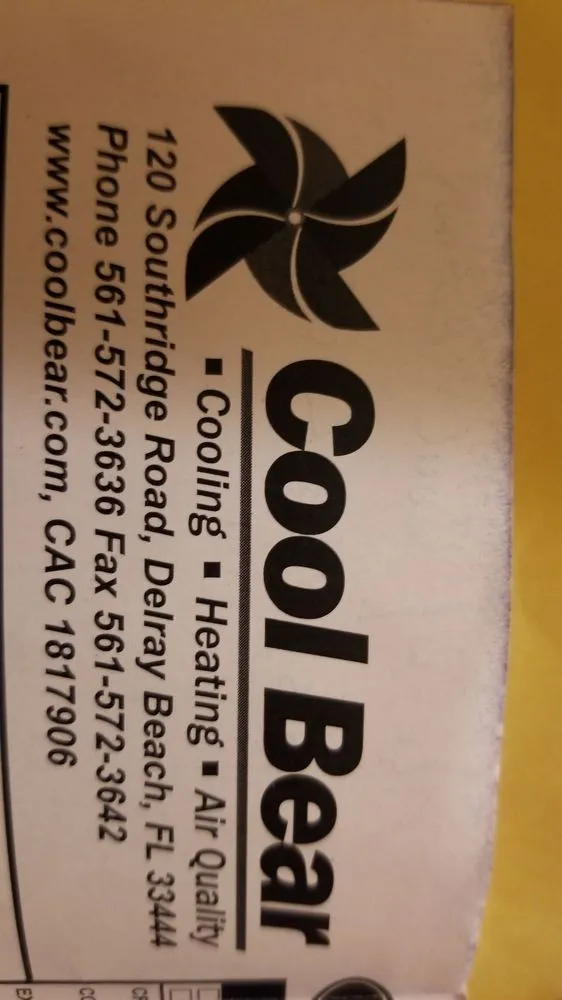 Cool Bear
▪ Cooling ▪ Heating ▪ Air Quality
120 Southridge Road, Delray Beach, FL 33444
Phone 561-572-3636 Fax 561-572-3642
www.coolbear.com, CAC 1817906